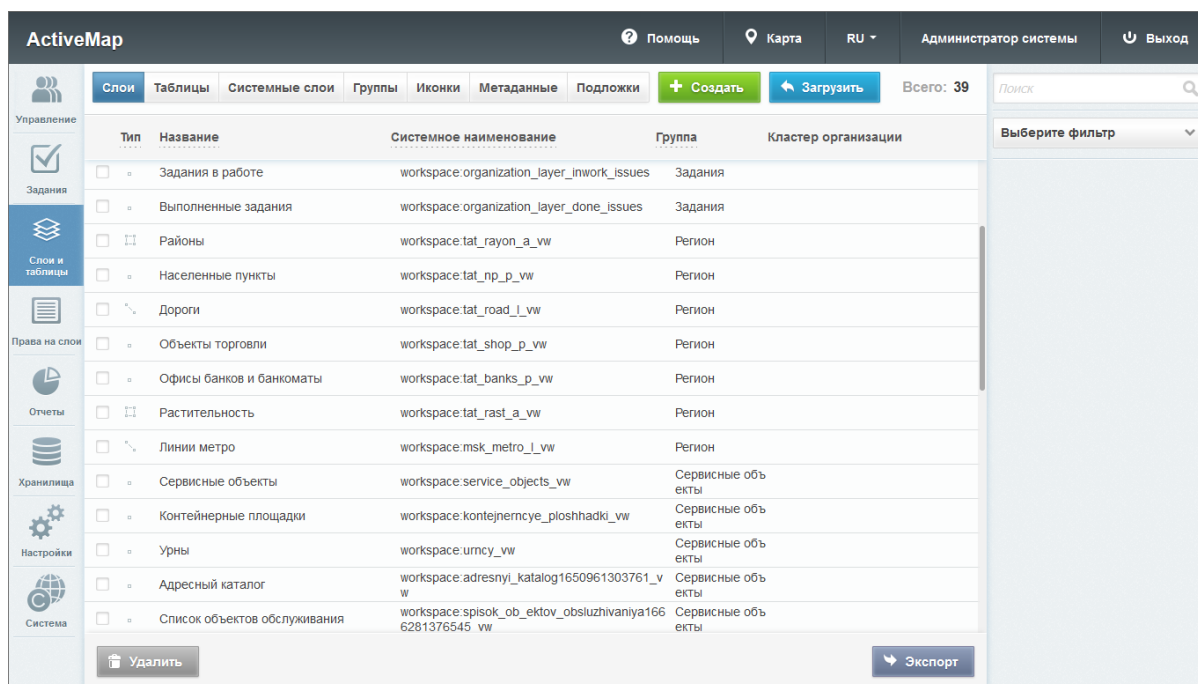 ActiveMap
Помощь
Карта
RU
Администратор системы
Выход
Управление
Задания
Слои и
таблицы
Права на слои
Отчеты
Хранилища
Настройки
Система
Слои
Таблицы
Системные слои
Группы
Иконки
Метаданные
Подложки
Создать
Загрузить
Всего: 39
Поиск
Выберите фильтр
Тип Название Системное наименование Группа Кластер организации
Задания в работе workspace:organization_layer_inwork_issues Задания
Выполненные задания workspace:organization_layer_done_issues Задания
Районы workspace:tat_rayon_a_vw Регион
Населенные пункты workspace:tat_np_p_vw Регион
Дороги workspace:tat_road_l_vw Регион
Объекты торговли workspace:tat_shop_p_vw Регион
Офисы банков и банкоматы workspace:tat_banks_p_vw Регион
Растительность workspace:tat_rast_a_vw Регион
Линии метро workspace:msk_metro_l_vw Регион
Сервисные объекты workspace:service_objects_vw Сервисные объ
екты
Контейнерные площадки workspace:kontejnerncye_ploshhadki_vw Сервисные объ
екты
Урны workspace:urncy_vw Сервисные объ
екты
Адресный каталог workspace:adresnyi_katalog1650961303761_v Сервисные объ
w екты
Список объектов обслуживания workspace:spisok_ob_ektov_obsluzhivaniya166 Сервисные объ
6281376545_vw екты
Удалить
Экспорт